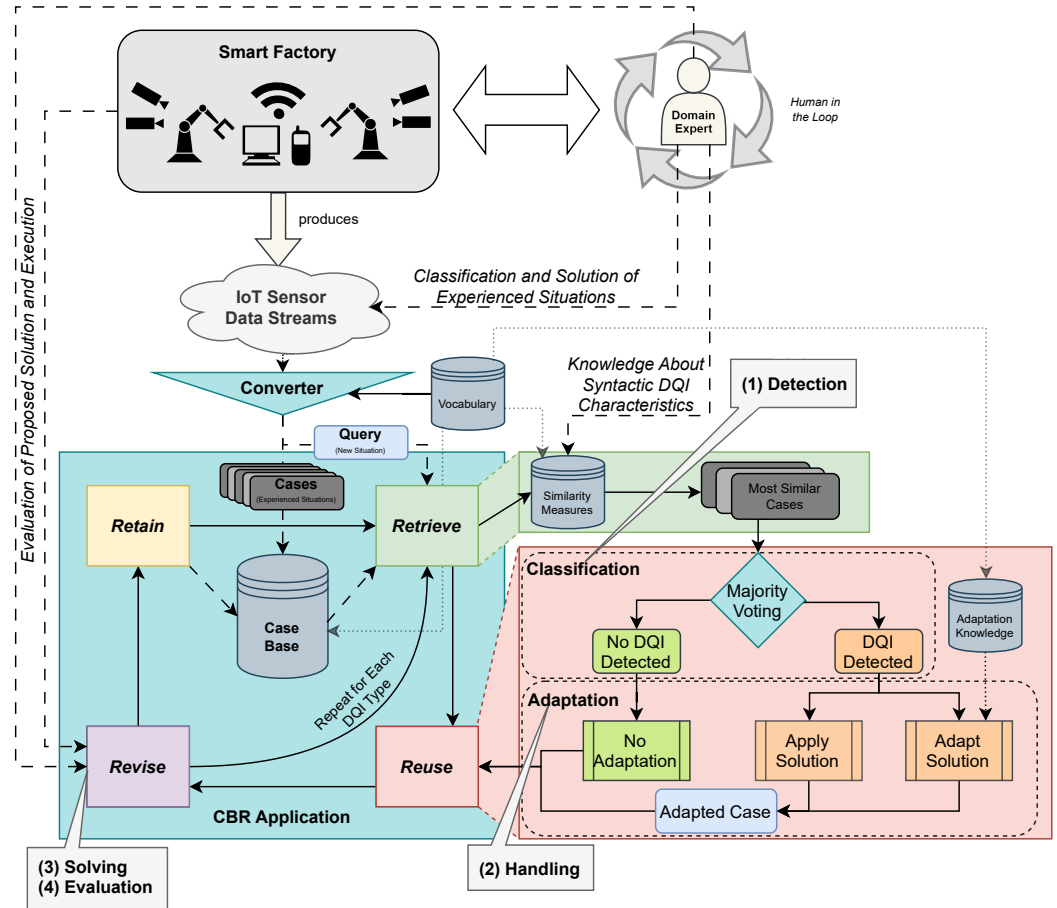 Smart Factory
Domain
Expert
Human in
the Loop
produces
Evaluation of Proposed Solution and Execution
IoT Sensor
Data Streams
Classification and Solution of
Experienced Situations
Converter
Vocabulary
Knowledge About
Syntactic DQI
Characteristics
(1) Detection
Query
(New Situation)
Cases
(Experienced Situations)
Retain
Retrieve
Similarity
Measures
Most Similar
Cases
Case
Base
Repeat for Each
DQI Type
Revise
Reuse
CBR Application
Classification
Majority
Voting
No DQI
Detected
DQI
Detected
Adaptation
Knowledge
Adaptation
No
Adaptation
Apply
Solution
Adapt
Solution
Adapted Case
(2) Handling
(3) Solving
(4) Evaluation